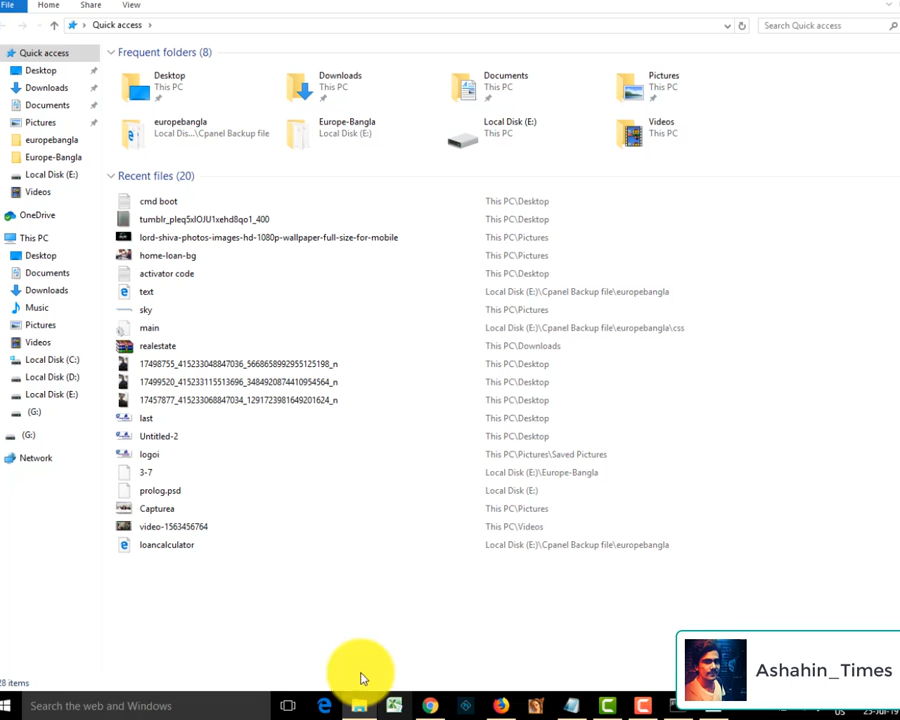 File Home Share View
Quick access
Search Quick access
Quick access
Desktop
Downloads
Documents
Pictures
europebangla
Europe-Bangla
Local Disk (E:)
Videos
OneDrive
This PC
Desktop
Documents
Downloads
Music
Pictures
Videos
Local Disk (C:)
Local Disk (D:)
Local Disk (E:)
(G:)
(G:)
Network
Frequent folders (8)
Desktop
This PC
Downloads
This PC
Documents
This PC
Pictures
This PC
europebangla
Local Dis...\Cpanel Backup file
Europe-Bangla
Local Disk (E:)
Local Disk (E:)
This PC
Videos
This PC
Recent files (20)
cmd boot This PC\Desktop
tumblr_pleq5xlOJU1xehd8qo1_400 This PC\Desktop
lord-shiva-photos-images-hd-1080p-wallpaper-full-size-for-mobile This PC\Pictures
home-loan-bg This PC\Pictures
activator code This PC\Desktop
text Local Disk (E:)\Cpanel Backup file\europebangla
sky This PC\Pictures
main Local Disk (E:)\Cpanel Backup file\europebangla\css
realestate This PC\Downloads
17498755_415233048847036_5668658992955125198_n This PC\Desktop
17499520_415233115513696_3484920874410954564_n This PC\Desktop
17457877_415233068847034_1291723981649201624_n This PC\Desktop
last This PC\Desktop
Untitled-2 This PC\Desktop
logoi This PC\Pictures\Saved Pictures
3-7 Local Disk (E:)\Europe-Bangla
prolog.psd Local Disk (E:)
Capturea This PC\Pictures
video-1563456764 This PC\Videos
loancalculator Local Disk (E:)\Cpanel Backup file\europebangla
28 items
Ashahin_Times
Search the web and Windows